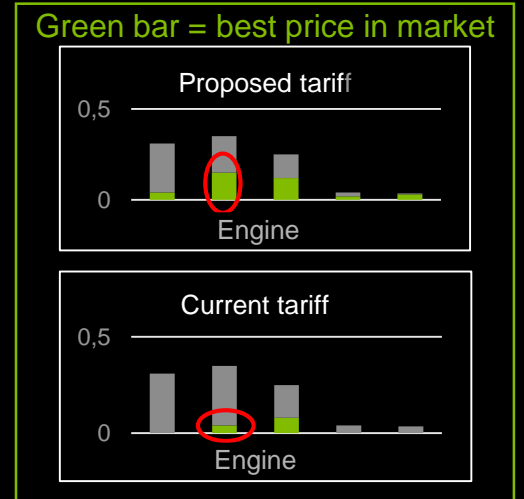 Green bar = best price in market
Proposed tariff
0,5
0
Engine
Current tariff
0,5
0
Engine